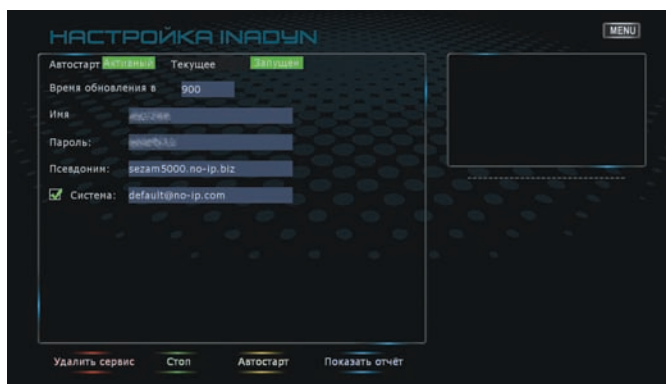 НАСТРОЙКА INADYN
MENU
Автостарт Активный Текущее Запущен
Время обновления в 900
Имя
Пароль:
Псевдоним: sezam5000.no-ip.biz
Система: default@no-ip.com
Удалить сервис Стоп Автостарт Показать отчёт